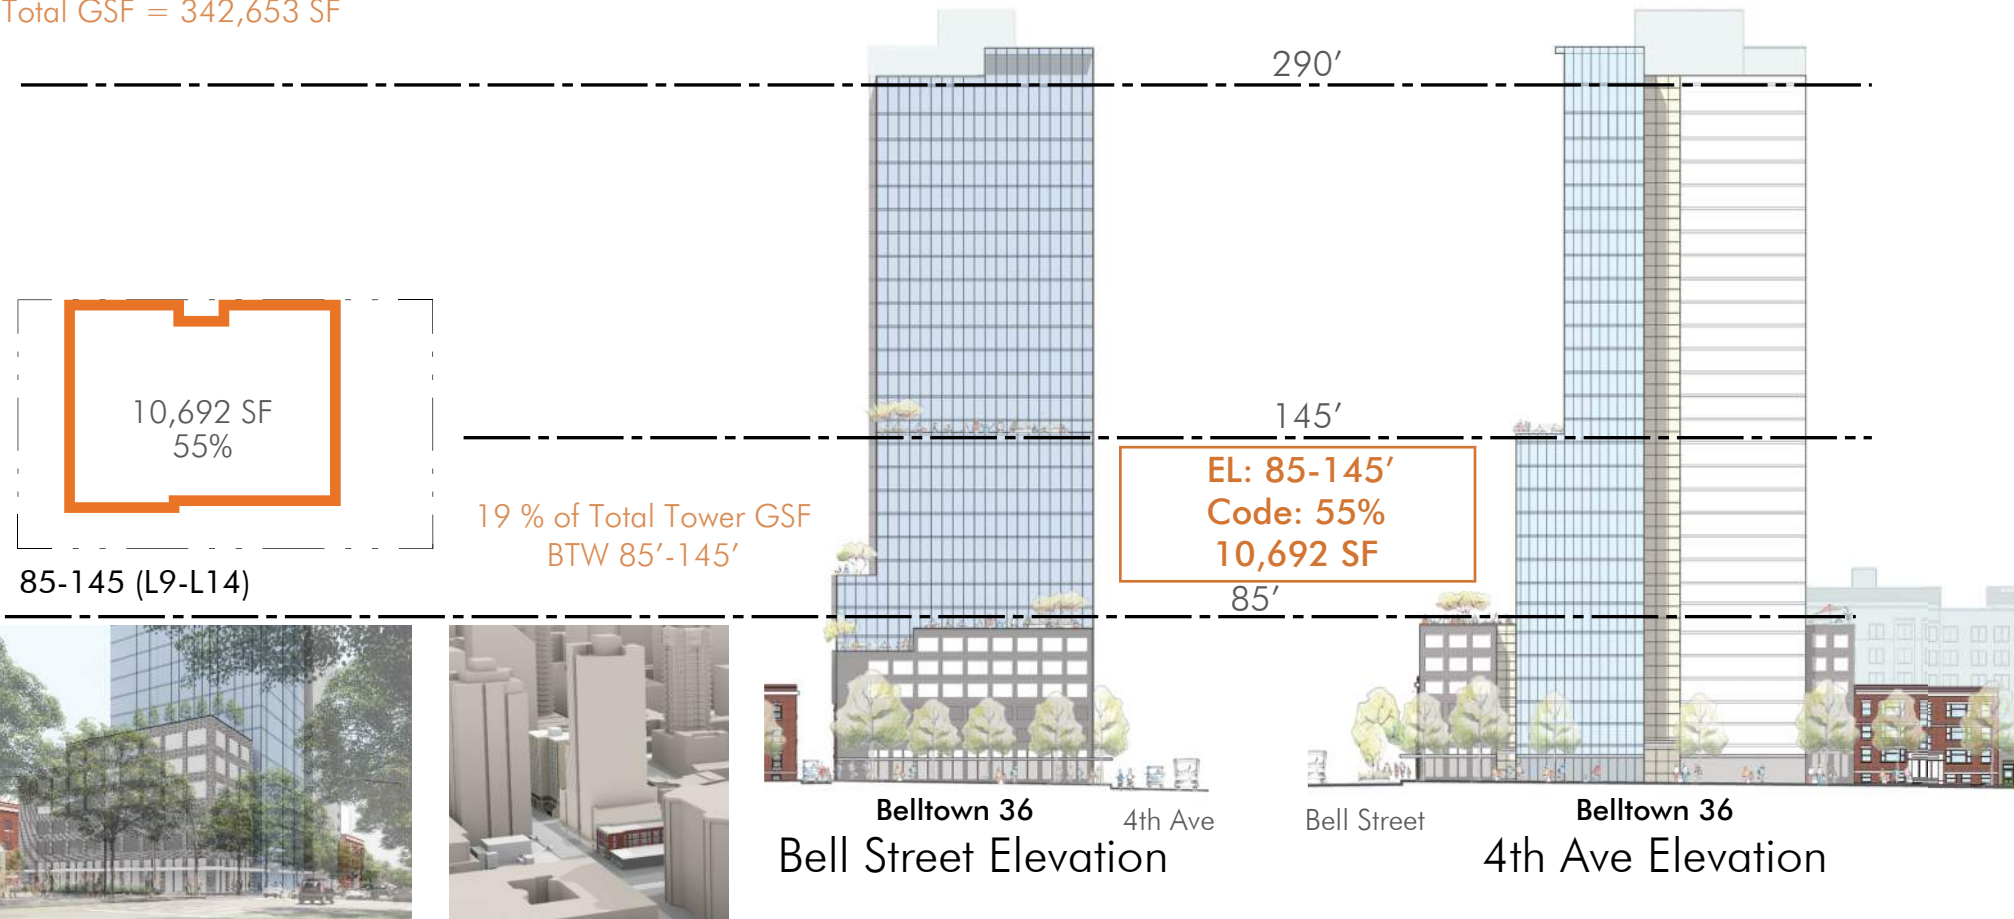 Total GSF = 342,653 SF
290’
10,692 SF
55%
145’
19 % of Total Tower GSF
BTW 85’-145’
EL: 85-145’
Code: 55%
10,692 SF
85-145 (L9-L14)
85’
Belltown 36
4th Ave
Bell Street Elevation
Bell Street
Belltown 36
4th Ave Elevation